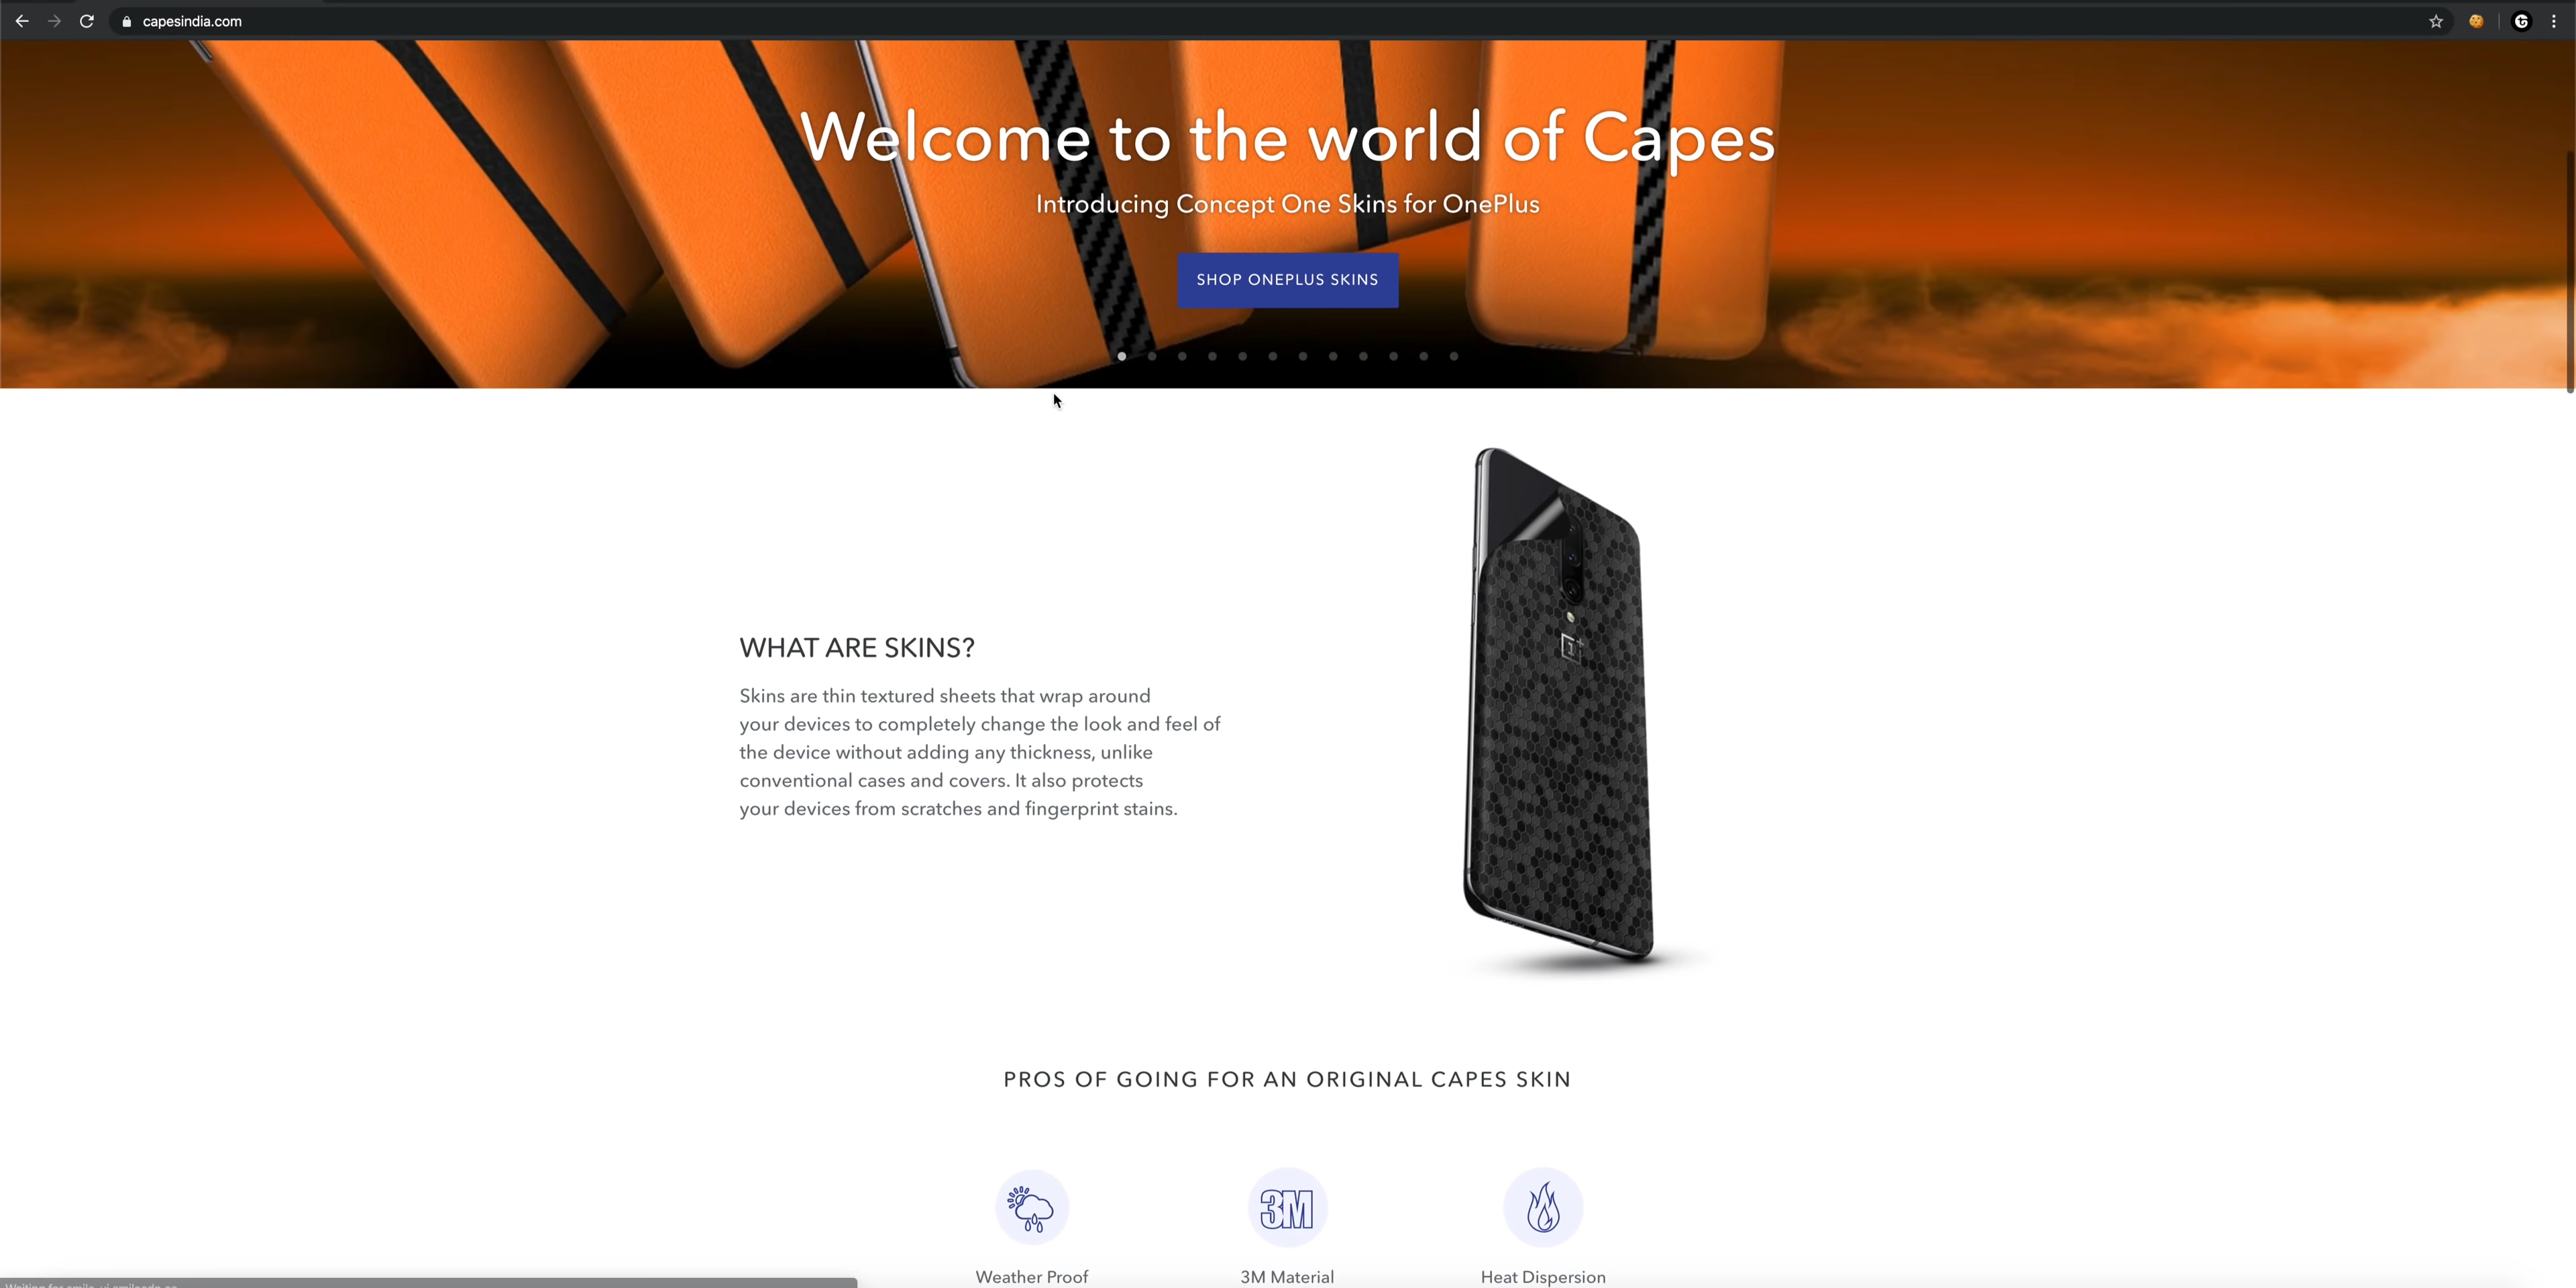 capesindia.com
Welcome to the world of Capes
Introducing Concept One Skins for OnePlus
SHOP ONEPLUS SKINS
WHAT ARE SKINS?
Skins are thin textured sheets that wrap around
your devices to completely change the look and feel of
the device without adding any thickness, unlike
conventional cases and covers. It also protects
your devices from scratches and fingerprint stains.
PROS OF GOING FOR AN ORIGINAL CAPES SKIN
3M
Weather Proof
3M Material
Heat Dispersion